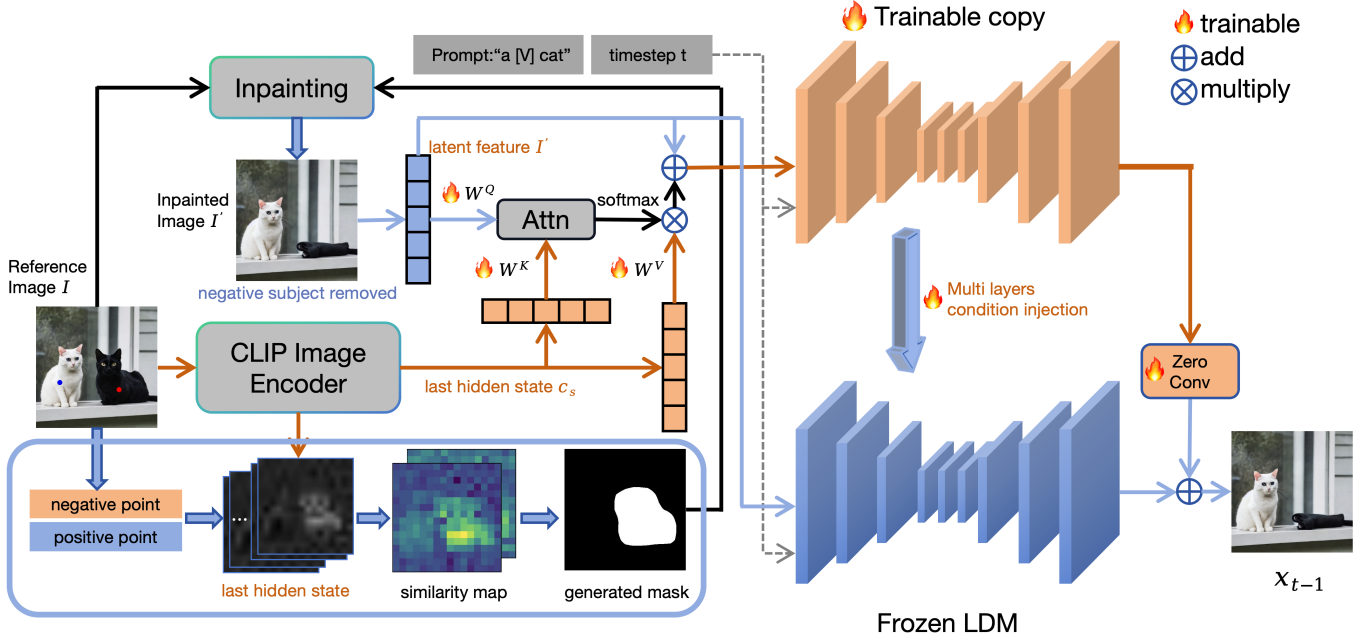 Trainable copy
trainable
add
multiply
Prompt:“a [V] cat”
timestep t
Inpainting
latent feature I′
Inpainted
Image I′
W^Q
Attn
softmax
W^K
W^V
negative subject removed
Reference
Image I
CLIP Image
Encoder
last hidden state c_s
Multi layers
condition injection
Zero
Conv
negative point
positive point
...
last hidden state
similarity map
generated mask
x_{t−1}
Frozen LDM